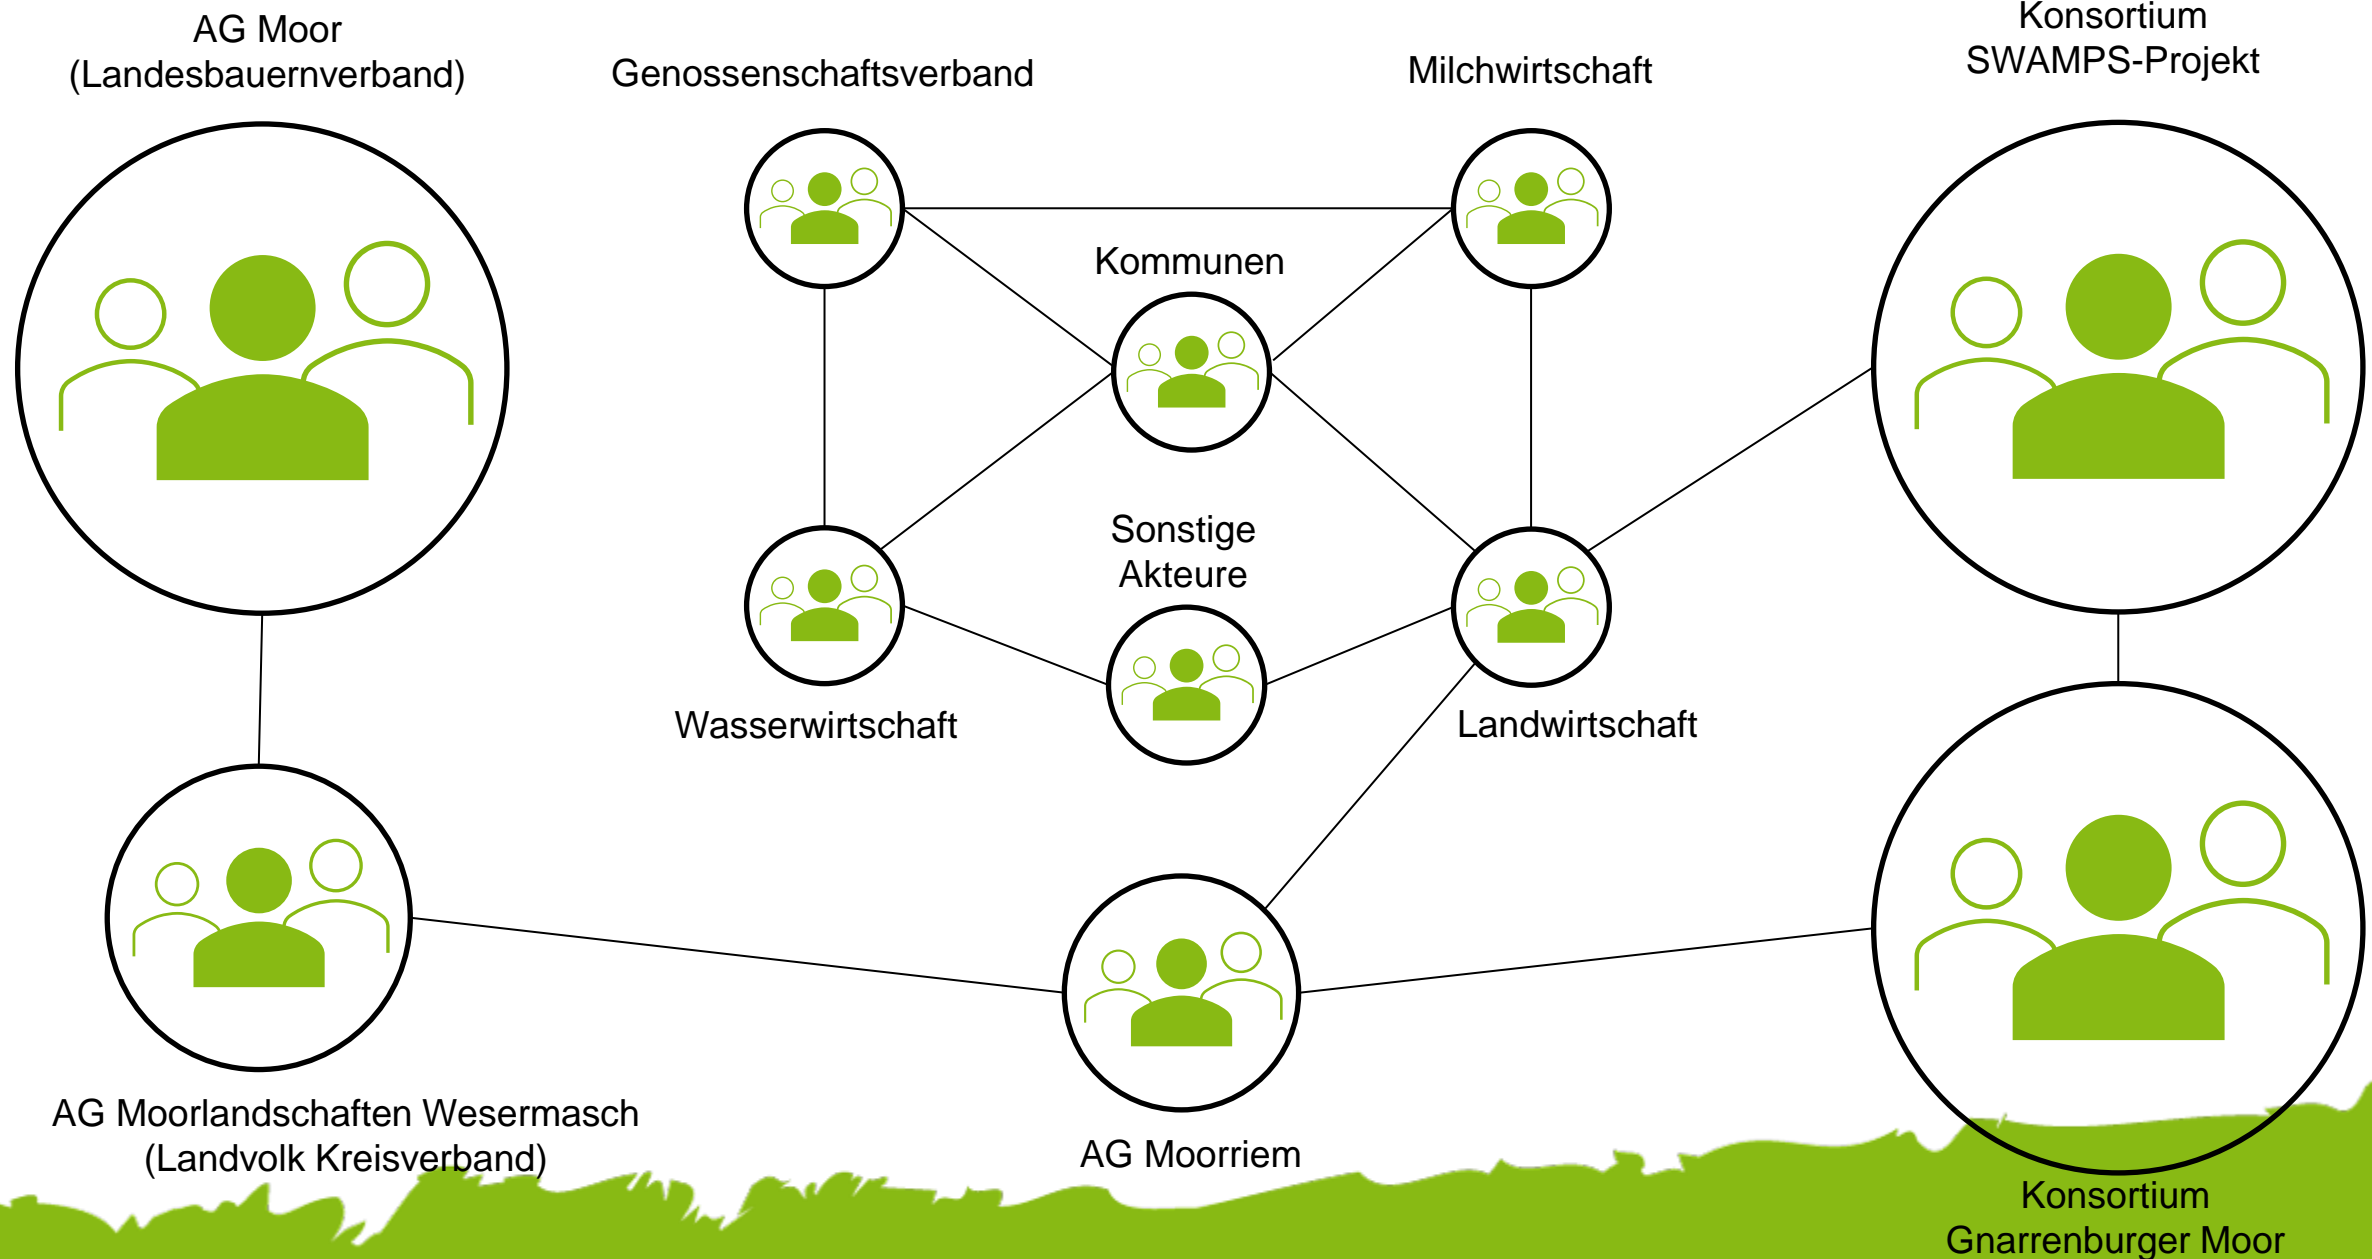 AG Moor
(Landesbauernverband)
Genossenschaftsverband
Milchwirtschaft
Konsortium
SWAMPS-Projekt
Kommunen
Sonstige
Akteure
Wasserwirtschaft
Landwirtschaft
AG Moorlandschaften Wesermasch
(Landvolk Kreisverband)
AG Moorriem
Konsortium
Gnarrenburger Moor